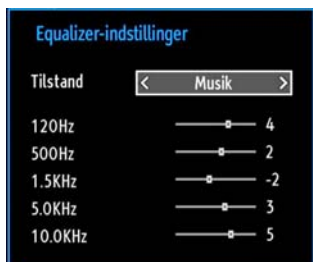 Equalizer-indstillinger
Tilstand < Musik >
120Hz 4
500Hz 2
1.5KHz -2
5.0KHz 3
10.0KHz 5